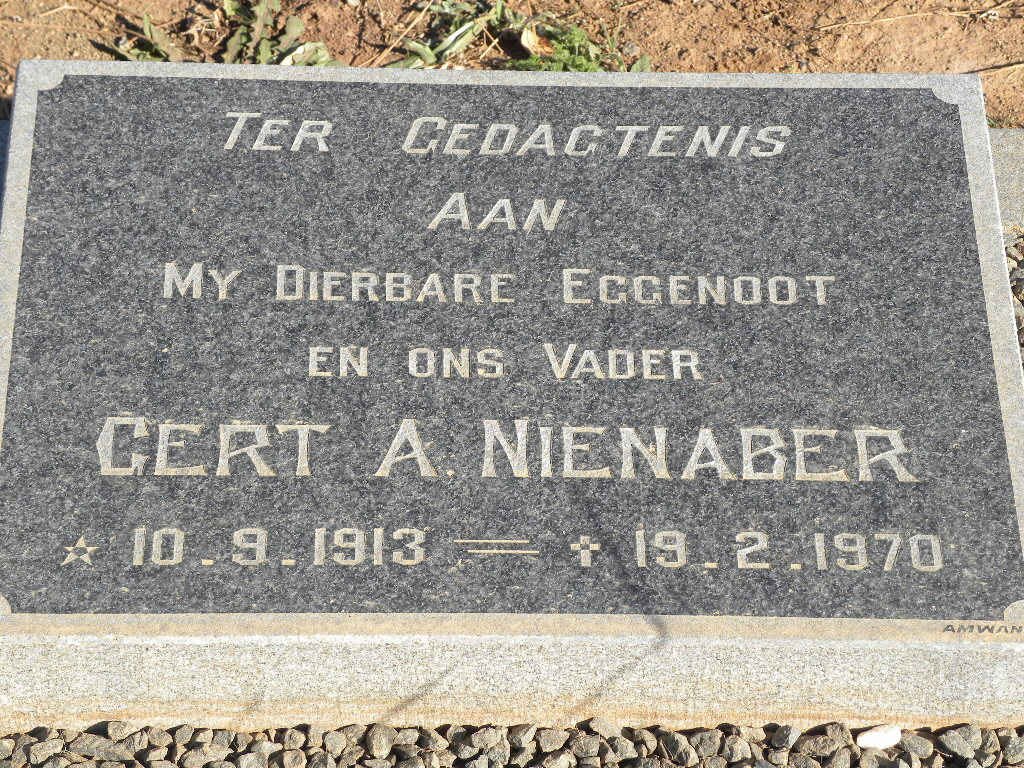 TER GEDAGTENIS
AAN
MY DIERBARE EGGENOOT
EN ONS VADER
GERT A. NIENABER
☆ 10.9.1913 = ✝ 19.2.1970
AMWAN